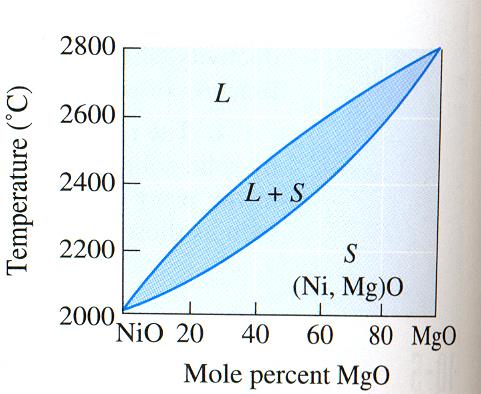 2800
2600
2400
2200
2000
Temperature (°C)
L
L + S
S
(Ni, Mg)O
NiO 20 40 60 80 MgO
Mole percent MgO